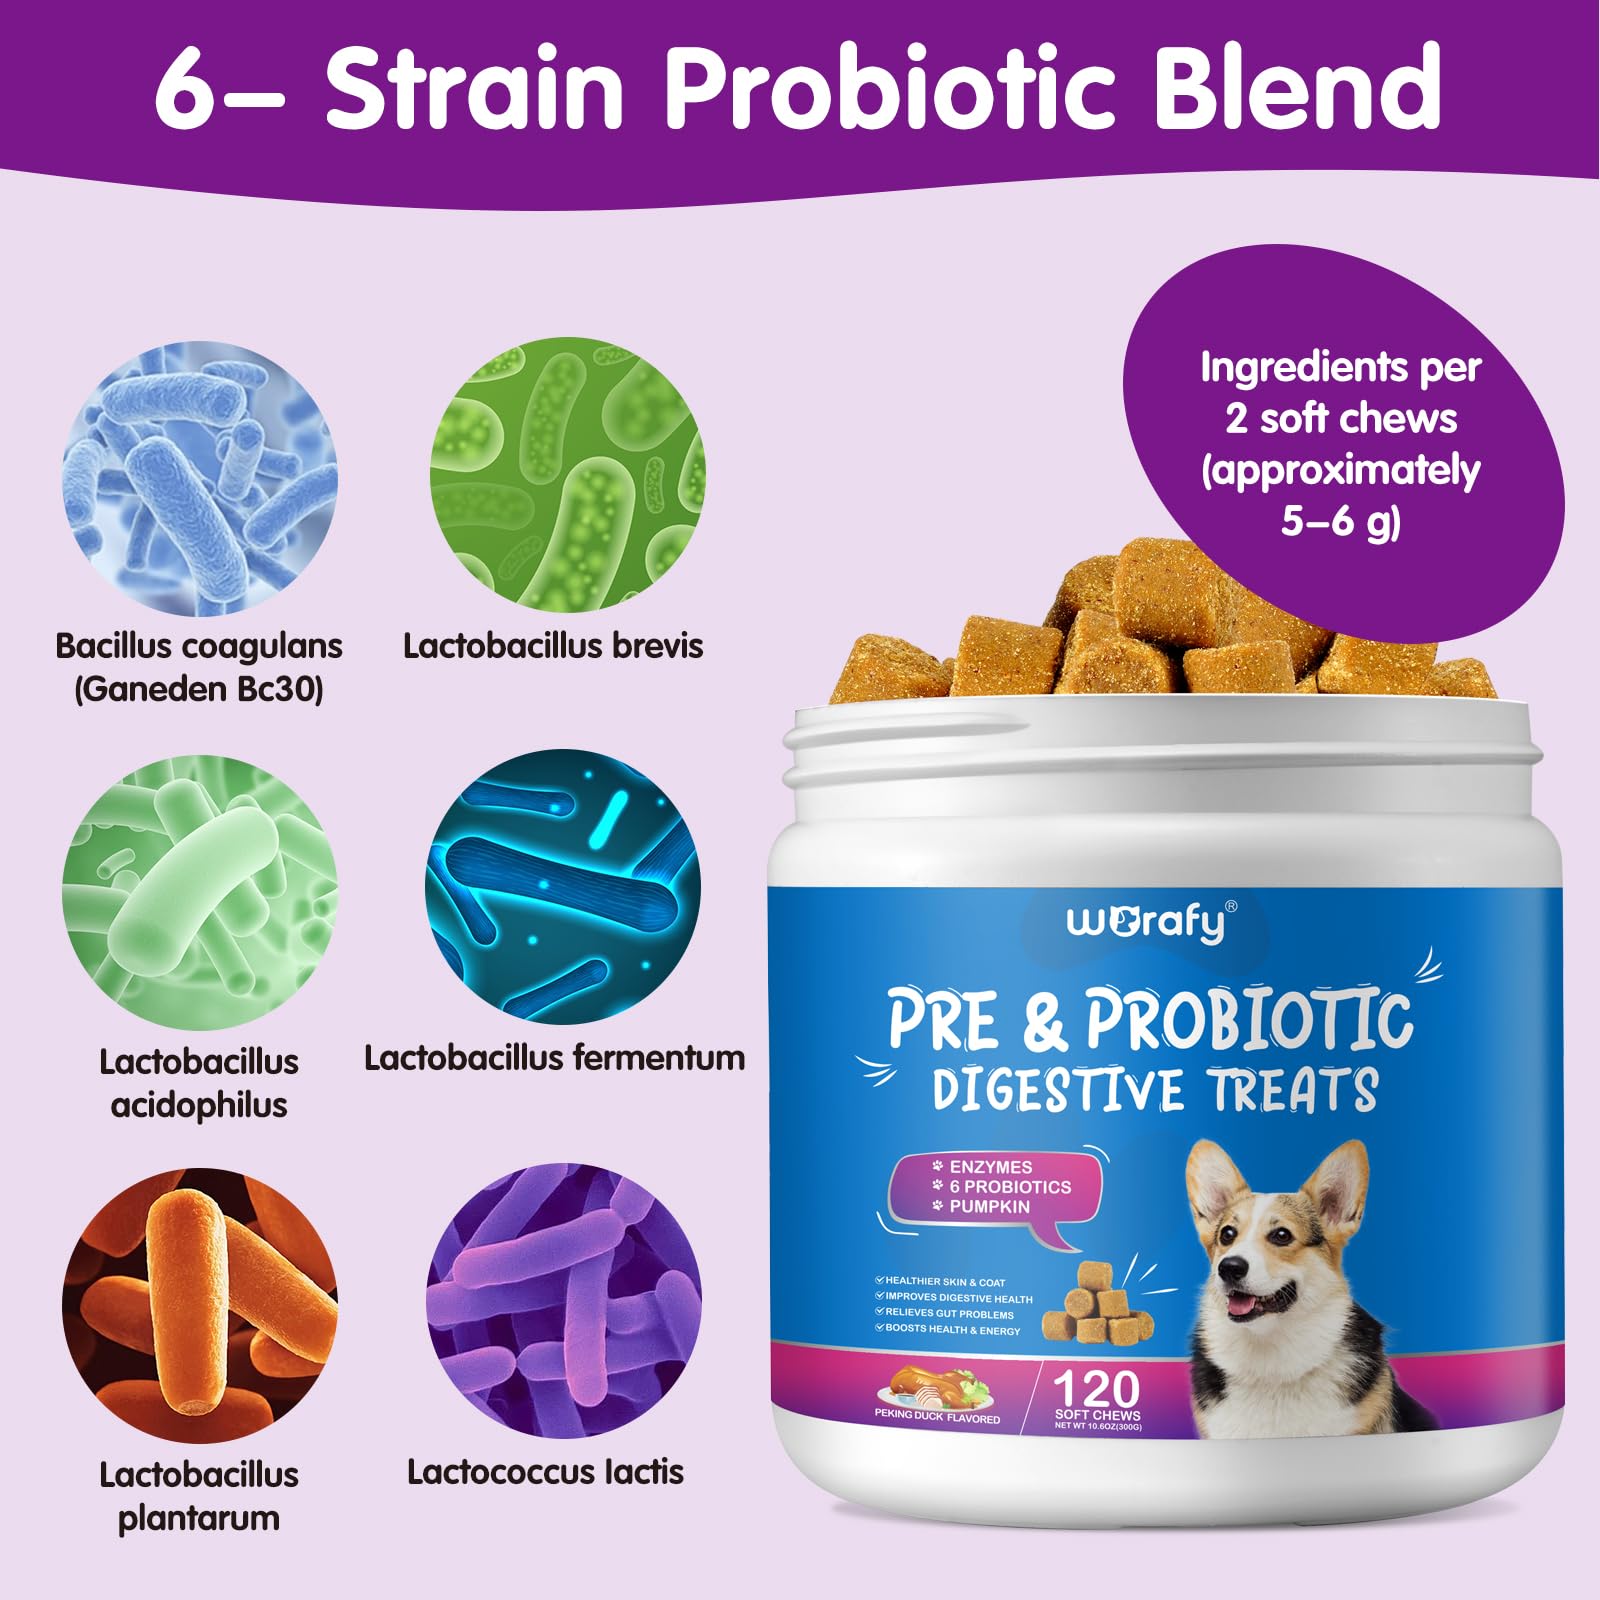 6– Strain Probiotic Blend
Ingredients per
2 soft chews
(approximately
5–6 g)
Bacillus coagulans
(Ganeden Bc30)
Lactobacillus brevis
Lactobacillus
acidophilus
Lactobacillus fermentum
Lactobacillus
plantarum
Lactococcus lactis
worafy®
PRE & PROBIOTIC
DIGESTIVE TREATS
ENZYMES
6 PROBIOTICS
PUMPKIN
HEALTHIER SKIN & COAT
IMPROVES DIGESTIVE HEALTH
RELIEVES GUT PROBLEMS
BOOSTS HEALTH & ENERGY
PEKING DUCK FLAVORED
120
SOFT CHEWS
NET WT 10.6OZ(300G)